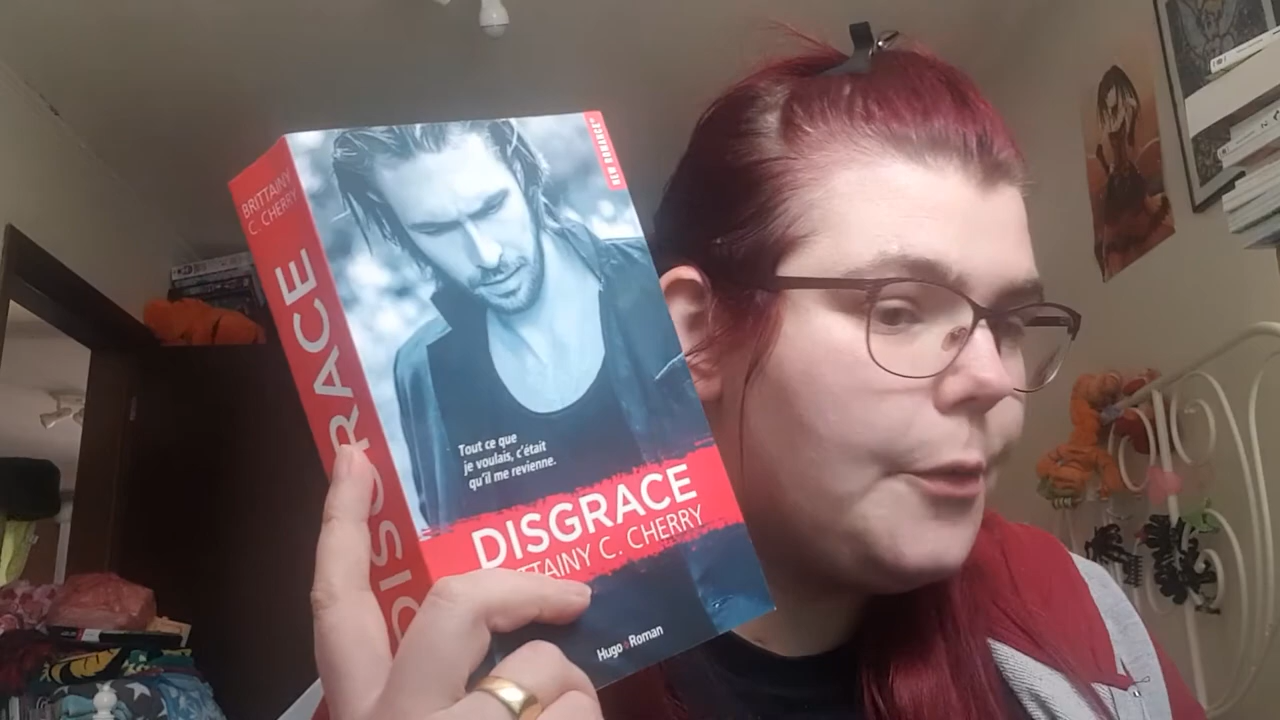 BRITTAINY
C. CHERRY
DISGRACE
NEW ROMANCE
Tout ce que
je voulais, c'était
qu'il me revienne.
DISGRACE
TAINY C. CHERRY
Hugo Roman